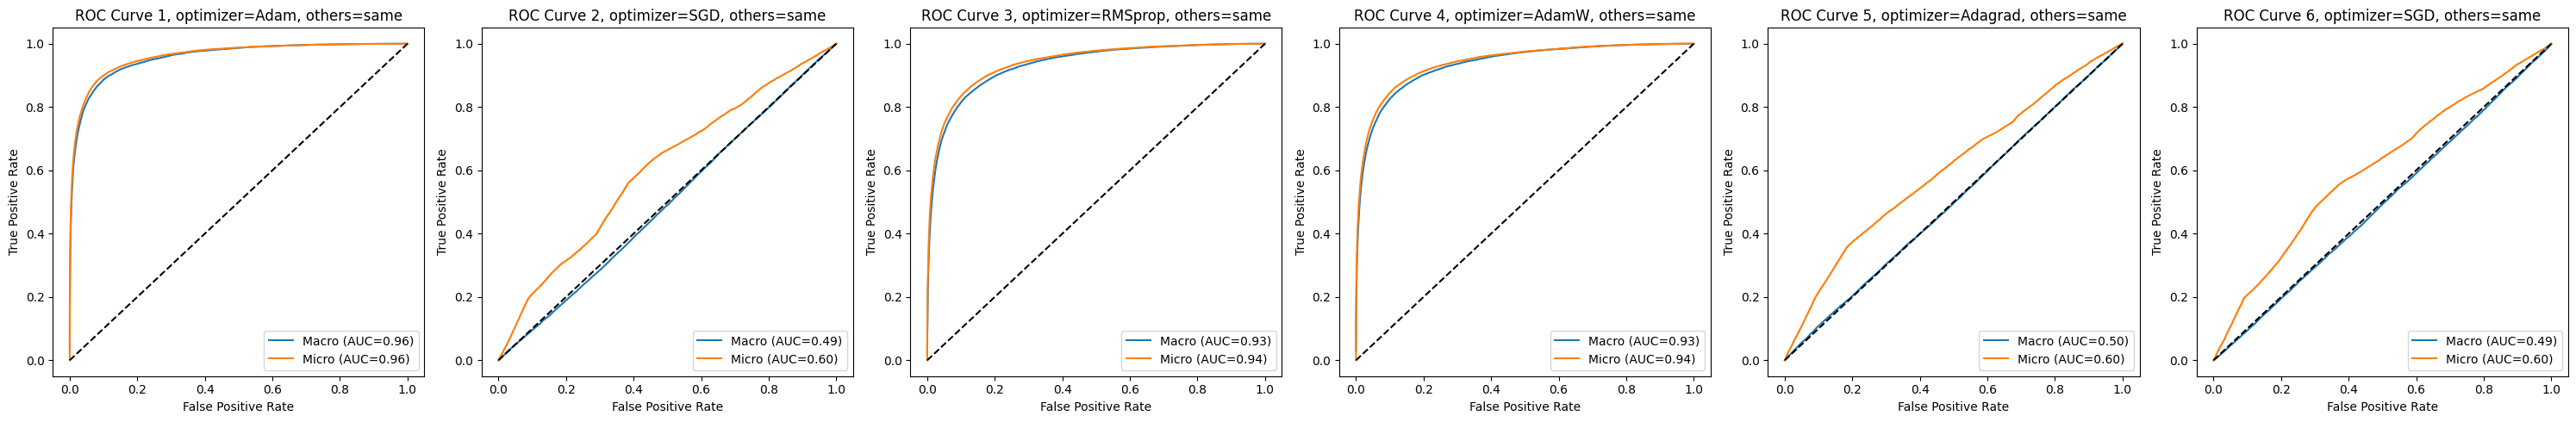 ROC Curve 1, optimizer=Adam, others=same
True Positive Rate
1.0
0.8
0.6
0.4
0.2
0.0
Macro (AUC=0.96)
Micro (AUC=0.96)
0.0 0.2 0.4 0.6 0.8 1.0
False Positive Rate
ROC Curve 2, optimizer=SGD, others=same
True Positive Rate
1.0
0.8
0.6
0.4
0.2
0.0
Macro (AUC=0.49)
Micro (AUC=0.60)
0.0 0.2 0.4 0.6 0.8 1.0
False Positive Rate
ROC Curve 3, optimizer=RMSprop, others=same
True Positive Rate
1.0
0.8
0.6
0.4
0.2
0.0
Macro (AUC=0.93)
Micro (AUC=0.94)
0.0 0.2 0.4 0.6 0.8 1.0
False Positive Rate
ROC Curve 4, optimizer=AdamW, others=same
True Positive Rate
1.0
0.8
0.6
0.4
0.2
0.0
Macro (AUC=0.93)
Micro (AUC=0.94)
0.0 0.2 0.4 0.6 0.8 1.0
False Positive Rate
ROC Curve 5, optimizer=Adagrad, others=same
True Positive Rate
1.0
0.8
0.6
0.4
0.2
0.0
Macro (AUC=0.50)
Micro (AUC=0.60)
0.0 0.2 0.4 0.6 0.8 1.0
False Positive Rate
ROC Curve 6, optimizer=SGD, others=same
True Positive Rate
1.0
0.8
0.6
0.4
0.2
0.0
Macro (AUC=0.49)
Micro (AUC=0.60)
0.0 0.2 0.4 0.6 0.8 1.0
False Positive Rate